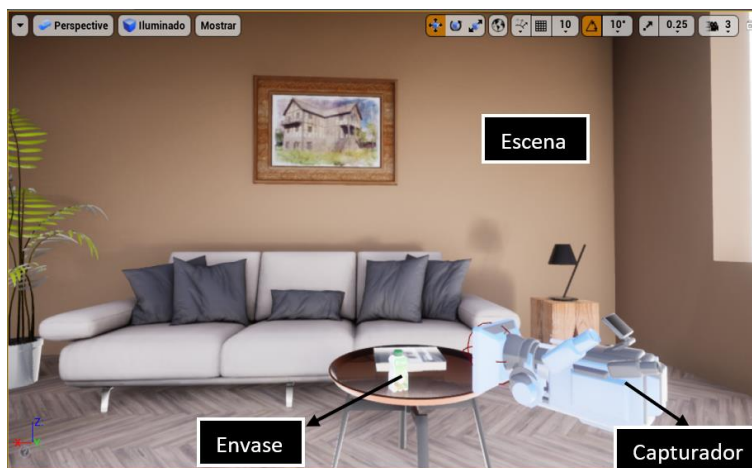 Perspective Iluminado Mostrar 10 10° 0.25 3
Escena
Envase
Capturador
Z